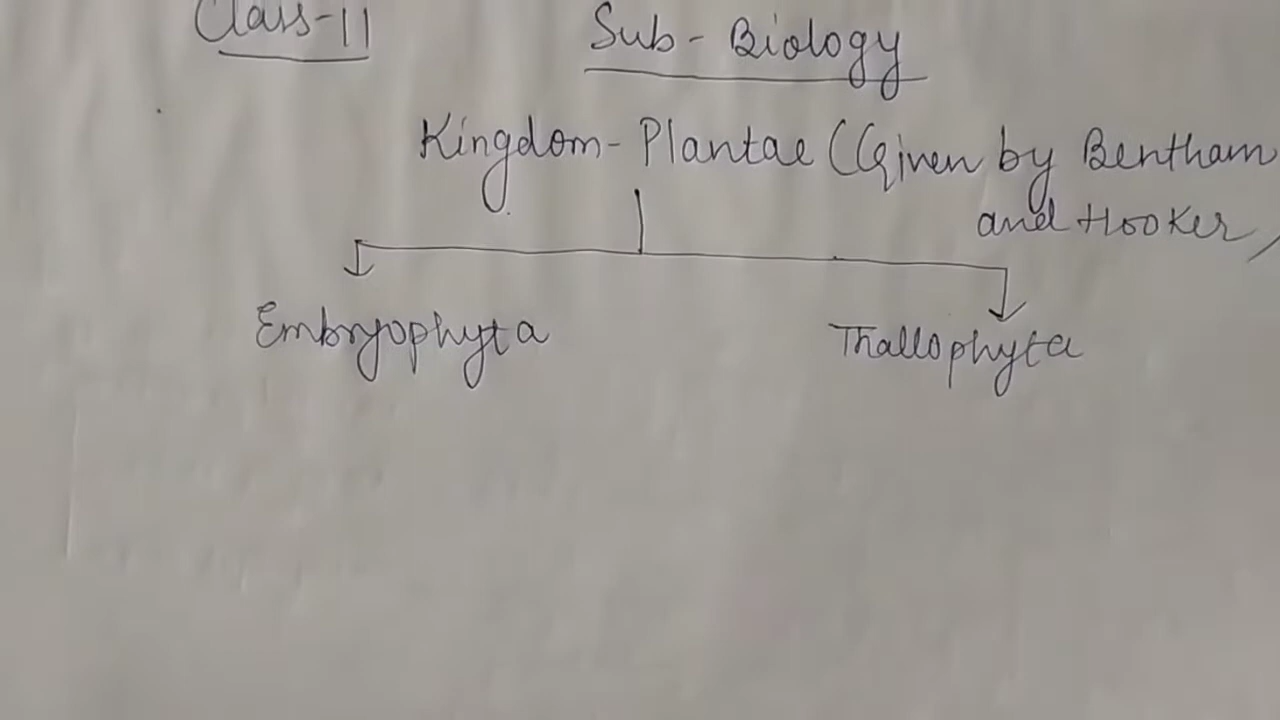 Class-11
Sub - Biology
Kingdom - Plantae (Given by Bentham
and Hooker)
Embryophyta
Thallophyta